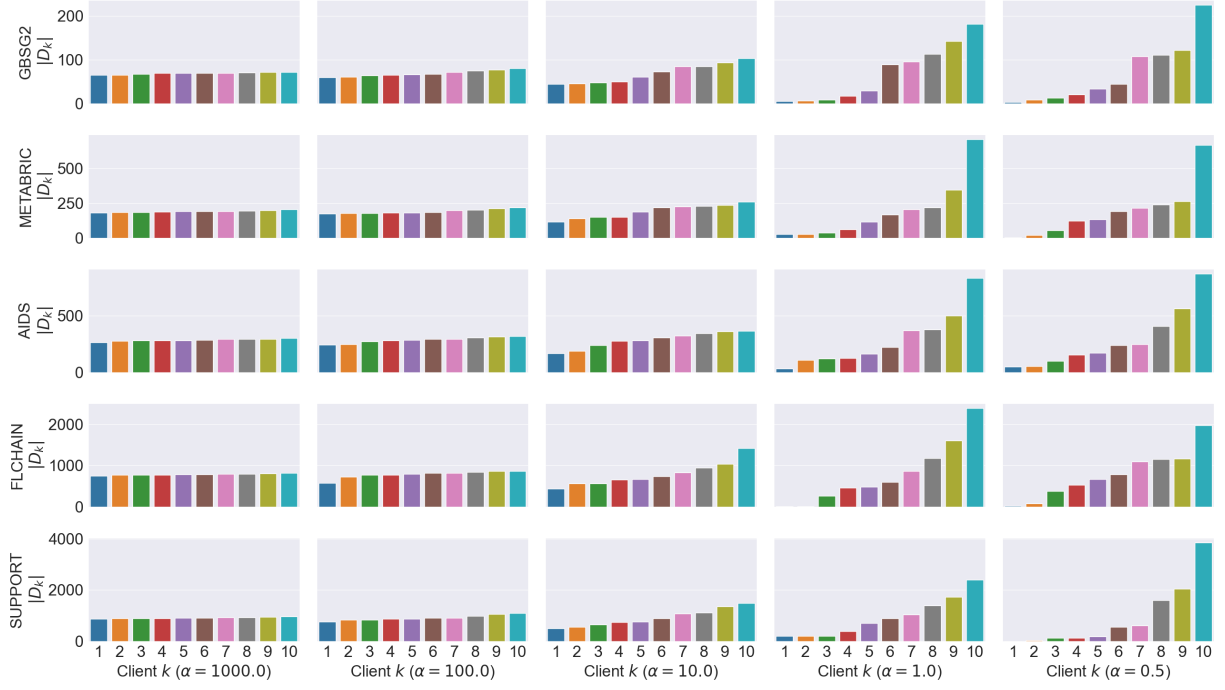 GBSG2
|D_k|
200
100
0
METABRIC
|D_k|
500
250
0
AIDS
|D_k|
500
0
FLCHAIN
|D_k|
2000
1000
0
SUPPORT
|D_k|
4000
2000
0
1 2 3 4 5 6 7 8 9 10
Client k (α = 1000.0)
1 2 3 4 5 6 7 8 9 10
Client k (α = 100.0)
1 2 3 4 5 6 7 8 9 10
Client k (α = 10.0)
1 2 3 4 5 6 7 8 9 10
Client k (α = 1.0)
1 2 3 4 5 6 7 8 9 10
Client k (α = 0.5)